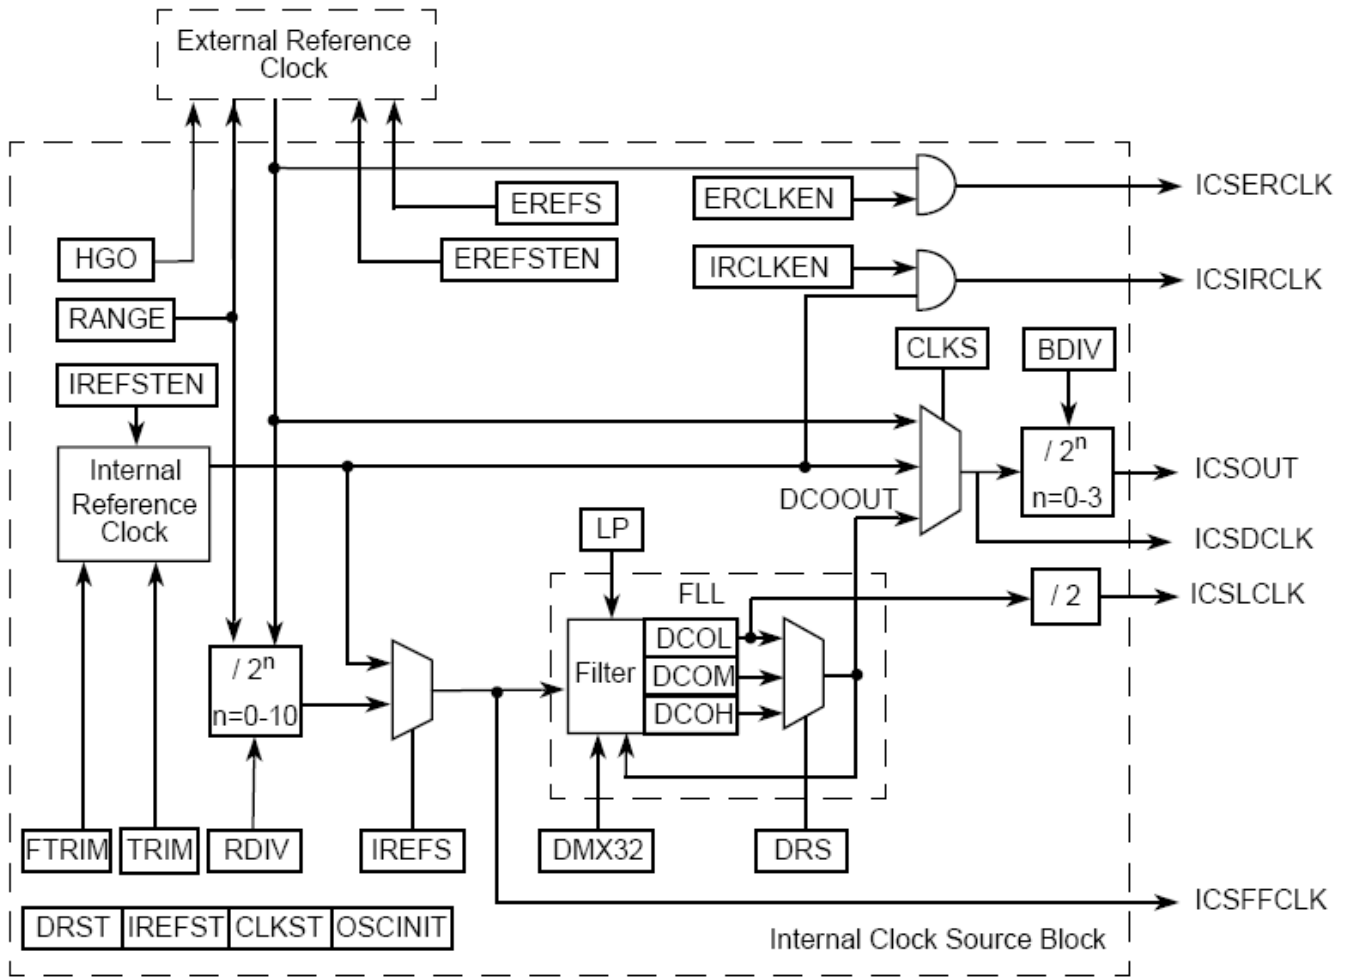 External Reference
Clock
EREFS
ERCLKEN
ICSERCLK
HGO
EREFSTEN
IRCLKEN
ICSIRCLK
RANGE
CLKS
BDIV
IREFSTEN
Internal
Reference
Clock
/ 2n
n=0-3
ICSOUT
DCOOUT
LP
ICSDCLK
FLL
/ 2
ICSLCLK
/ 2n
n=0-10
Filter
DCOL
DCOM
DCOH
FTRIM
TRIM
RDIV
IREFS
DMX32
DRS
ICSFFCLK
DRST IREFST CLKST OSCINIT
Internal Clock Source Block